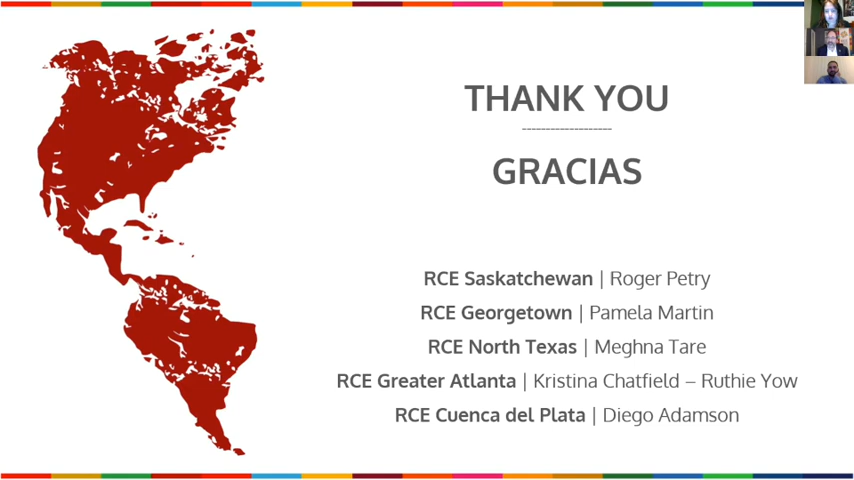 THANK YOU
-------------------
GRACIAS
RCE Saskatchewan | Roger Petry
RCE Georgetown | Pamela Martin
RCE North Texas | Meghna Tare
RCE Greater Atlanta | Kristina Chatfield – Ruthie Yow
RCE Cuenca del Plata | Diego Adamson